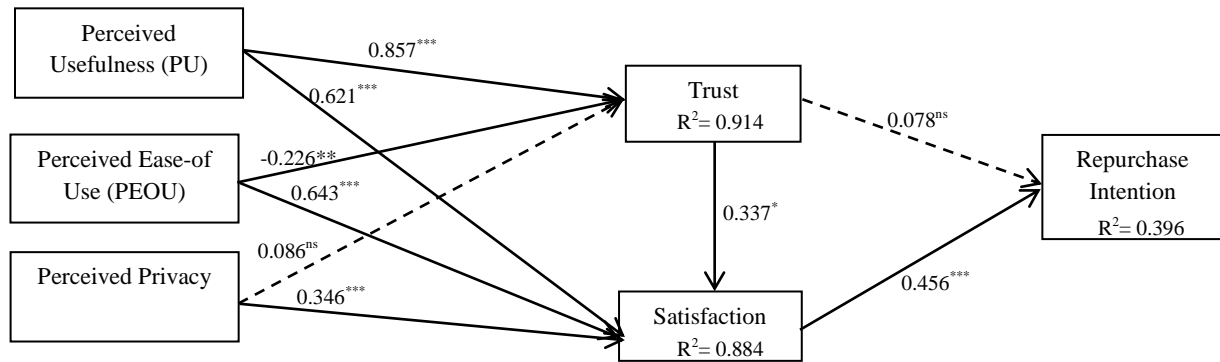 Perceived
Usefulness (PU)
0.857***
0.621***
Trust
R²= 0.914
0.078ns
Perceived Ease-of
Use (PEOU)
-0.226**
0.643***
Repurchase
Intention
R²= 0.396
0.337*
0.086ns
Perceived Privacy
0.346***
0.456***
Satisfaction
R²= 0.884